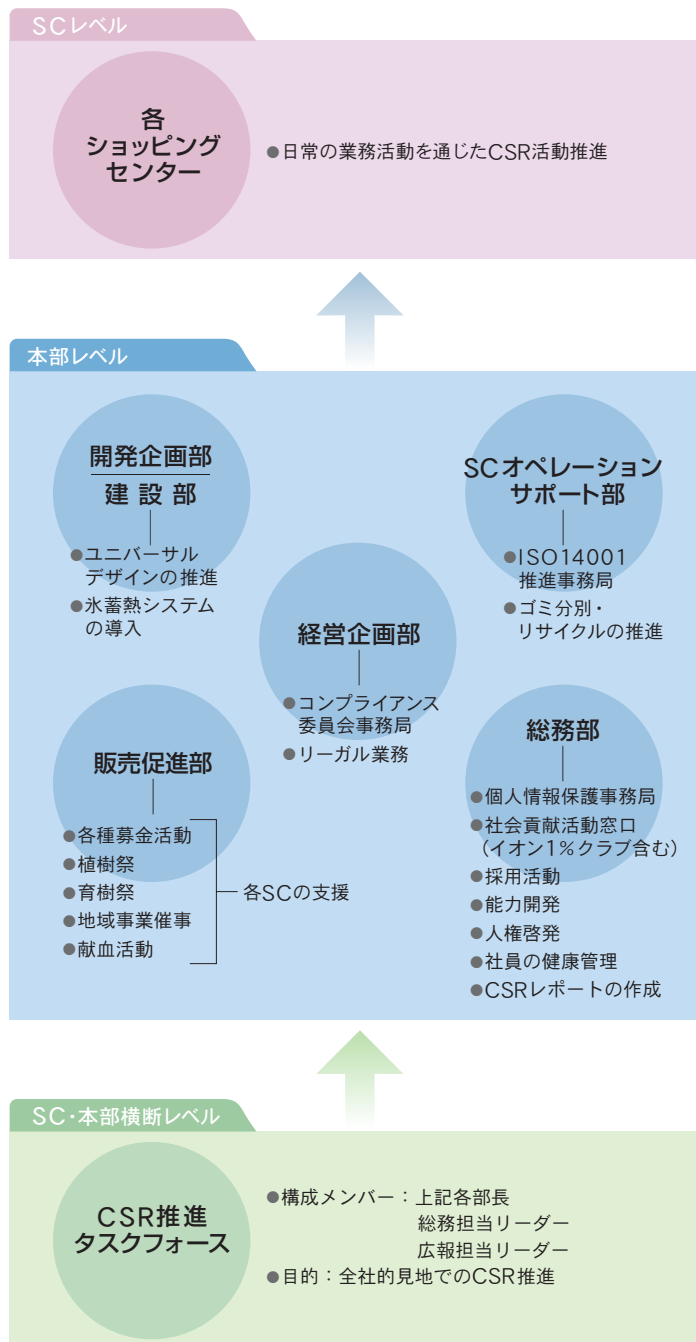 SCレベル
各
ショッピング
センター
●日常の業務活動を通じたCSR活動推進
本部レベル
開発企画部
建設部
●ユニバーサル
デザインの推進
●氷蓄熱システム
の導入
SCオペレーション
サポート部
●ISO14001
推進事務局
●ゴミ分別・
リサイクルの推進
経営企画部
●コンプライアンス
委員会事務局
●リーガル業務
販売促進部
●各種募金活動
●植樹祭
●育樹祭
●地域事業催事
●献血活動
各SCの支援
総務部
●個人情報保護事務局
●社会貢献活動窓口
（イオン1％クラブ含む）
●採用活動
●能力開発
●人権啓発
●社員の健康管理
●CSRレポートの作成
SC・本部横断レベル
CSR推進
タスクフォース
●構成メンバー：上記各部長
総務担当リーダー
広報担当リーダー
●目的：全社的見地でのCSR推進